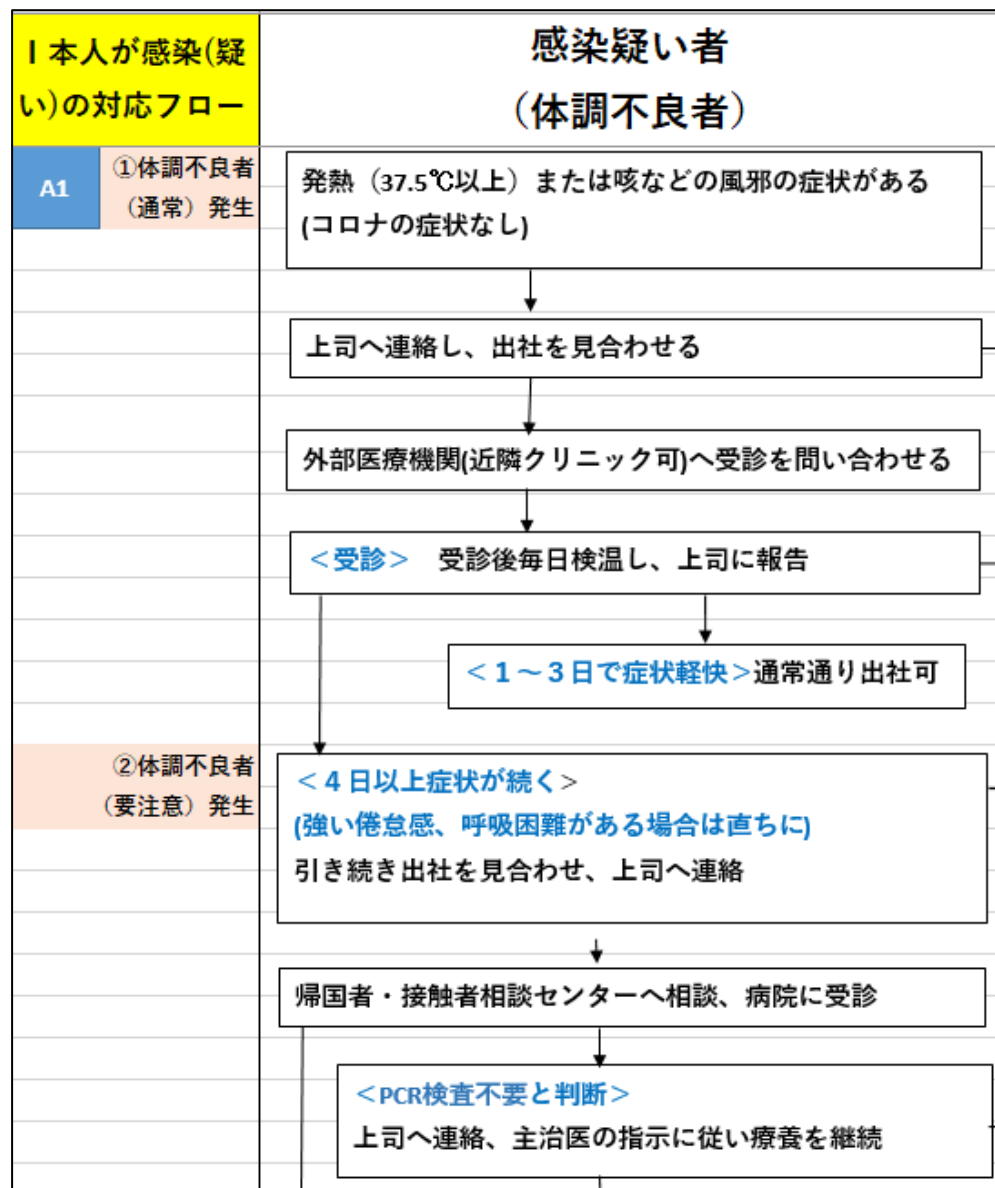 Ⅰ本人が感染(疑
い)の対応フロー
感染疑い者
（体調不良者）
A1
①体調不良者
（通常）発生
発熱（37.5℃以上）または咳などの風邪の症状がある
(コロナの症状なし)
上司へ連絡し、出社を見合わせる
外部医療機関(近隣クリニック可)へ受診を問い合わせる
＜受診＞　受診後毎日検温し、上司に報告
＜１～３日で症状軽快＞通常通り出社可
②体調不良者
（要注意）発生
＜４日以上症状が続く＞
(強い倦怠感、呼吸困難がある場合は直ちに)
引き続き出社を見合わせ、上司へ連絡
帰国者・接触者相談センターへ相談、病院に受診
＜PCR検査不要と判断＞
上司へ連絡、主治医の指示に従い療養を継続